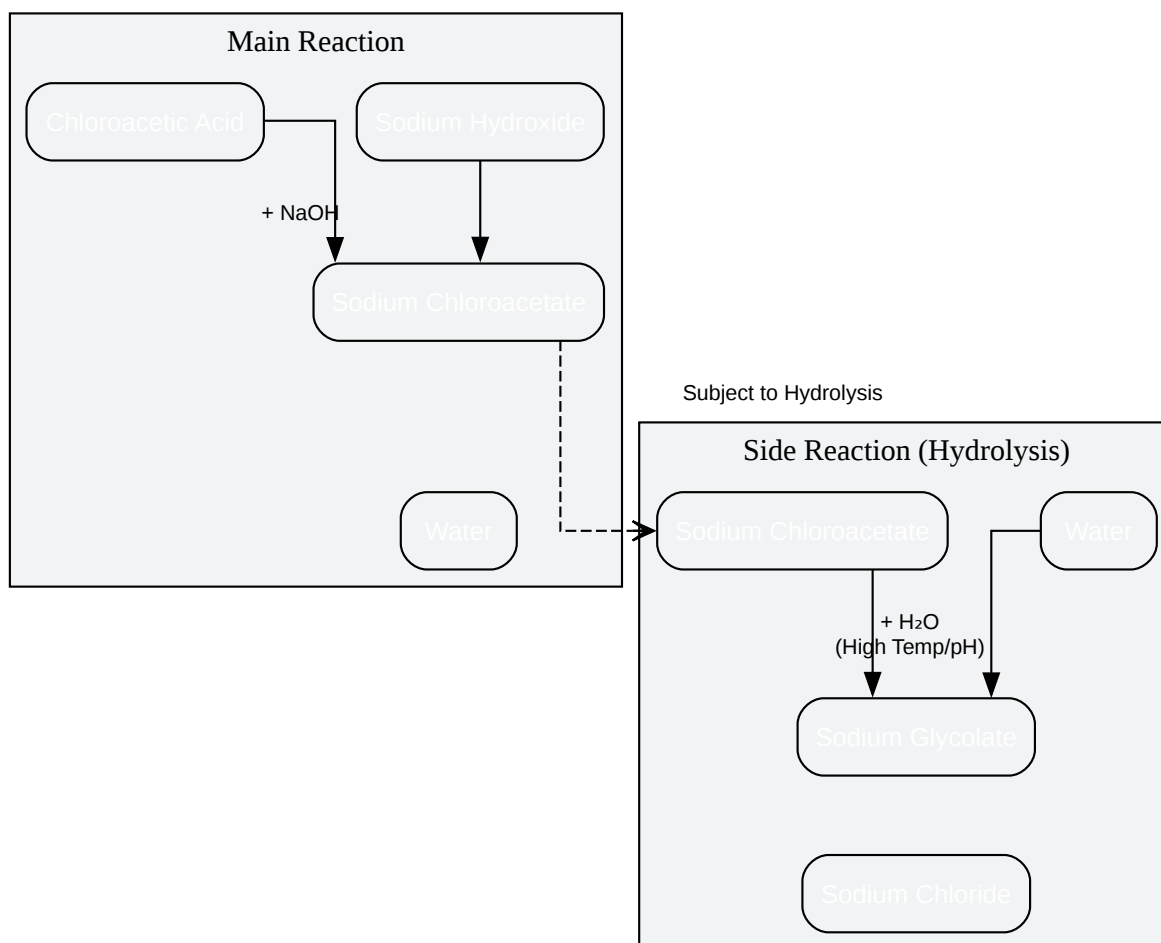 Main Reaction
Chloroacetic Acid
Sodium Hydroxide
+ NaOH
Sodium Chloroacetate
Water
Subject to Hydrolysis
Side Reaction (Hydrolysis)
Sodium Chloroacetate
Water
+ H₂O
(High Temp/pH)
Sodium Glycolate
Sodium Chloride